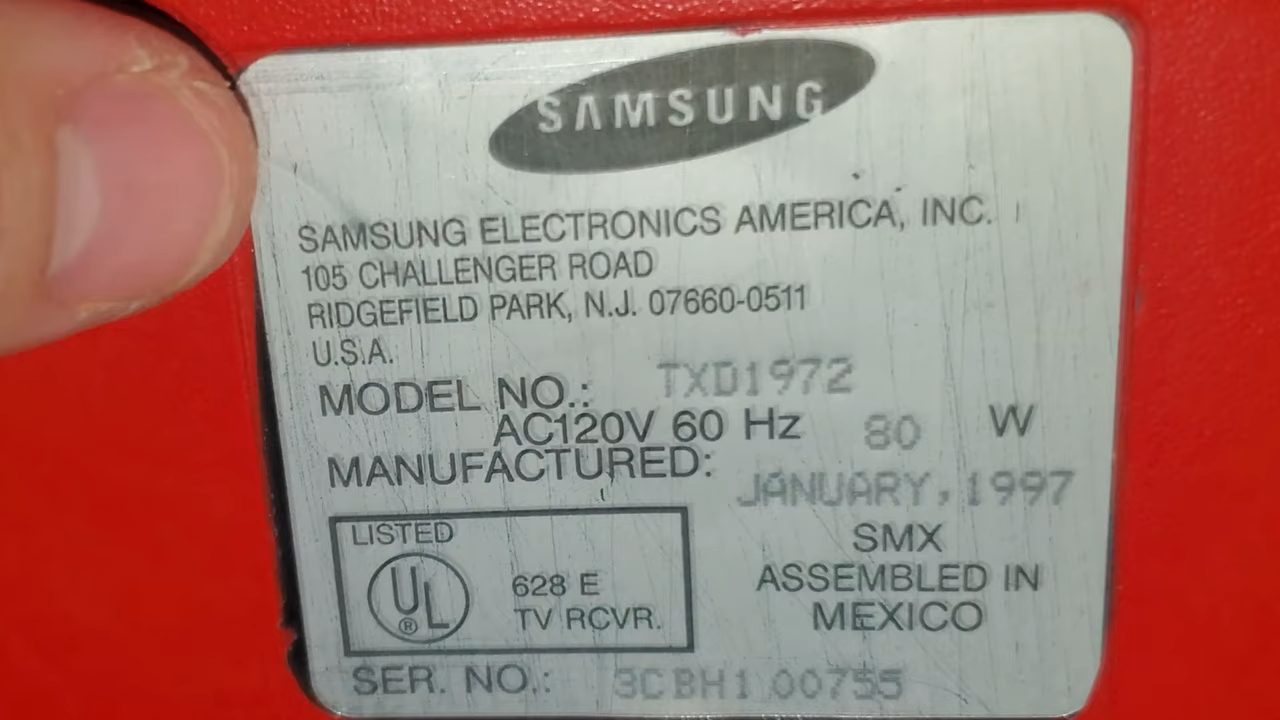 SAMSUNG
SAMSUNG ELECTRONICS AMERICA, INC.
105 CHALLENGER ROAD
RIDGEFIELD PARK, N.J. 07660-0511
U.S.A.
MODEL NO.: TXD1972
AC120V 60 Hz 80 W
MANUFACTURED: JANUARY, 1997
LISTED
UL ®
628 E
TV RCVR.
SMX
ASSEMBLED IN
MEXICO
SER. NO.: 3CBH1 00755